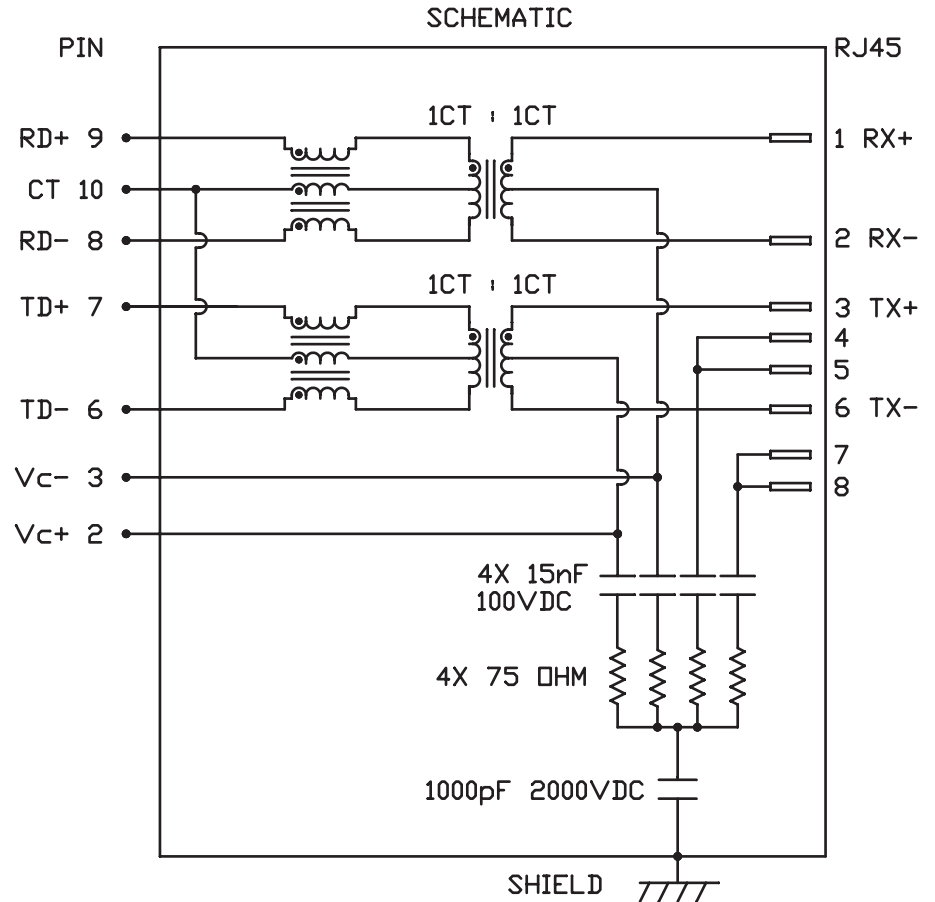 SCHEMATIC
PIN
RJ45
1CT : 1CT
RD+ 9
1 RX+
CT 10
RD- 8
2 RX-
1CT : 1CT
TD+ 7
3 TX+
4
5
TD- 6
6 TX-
7
Vc- 3
8
Vc+ 2
4X 15nF
100VDC
4X 75 OHM
1000pF 2000VDC
SHIELD